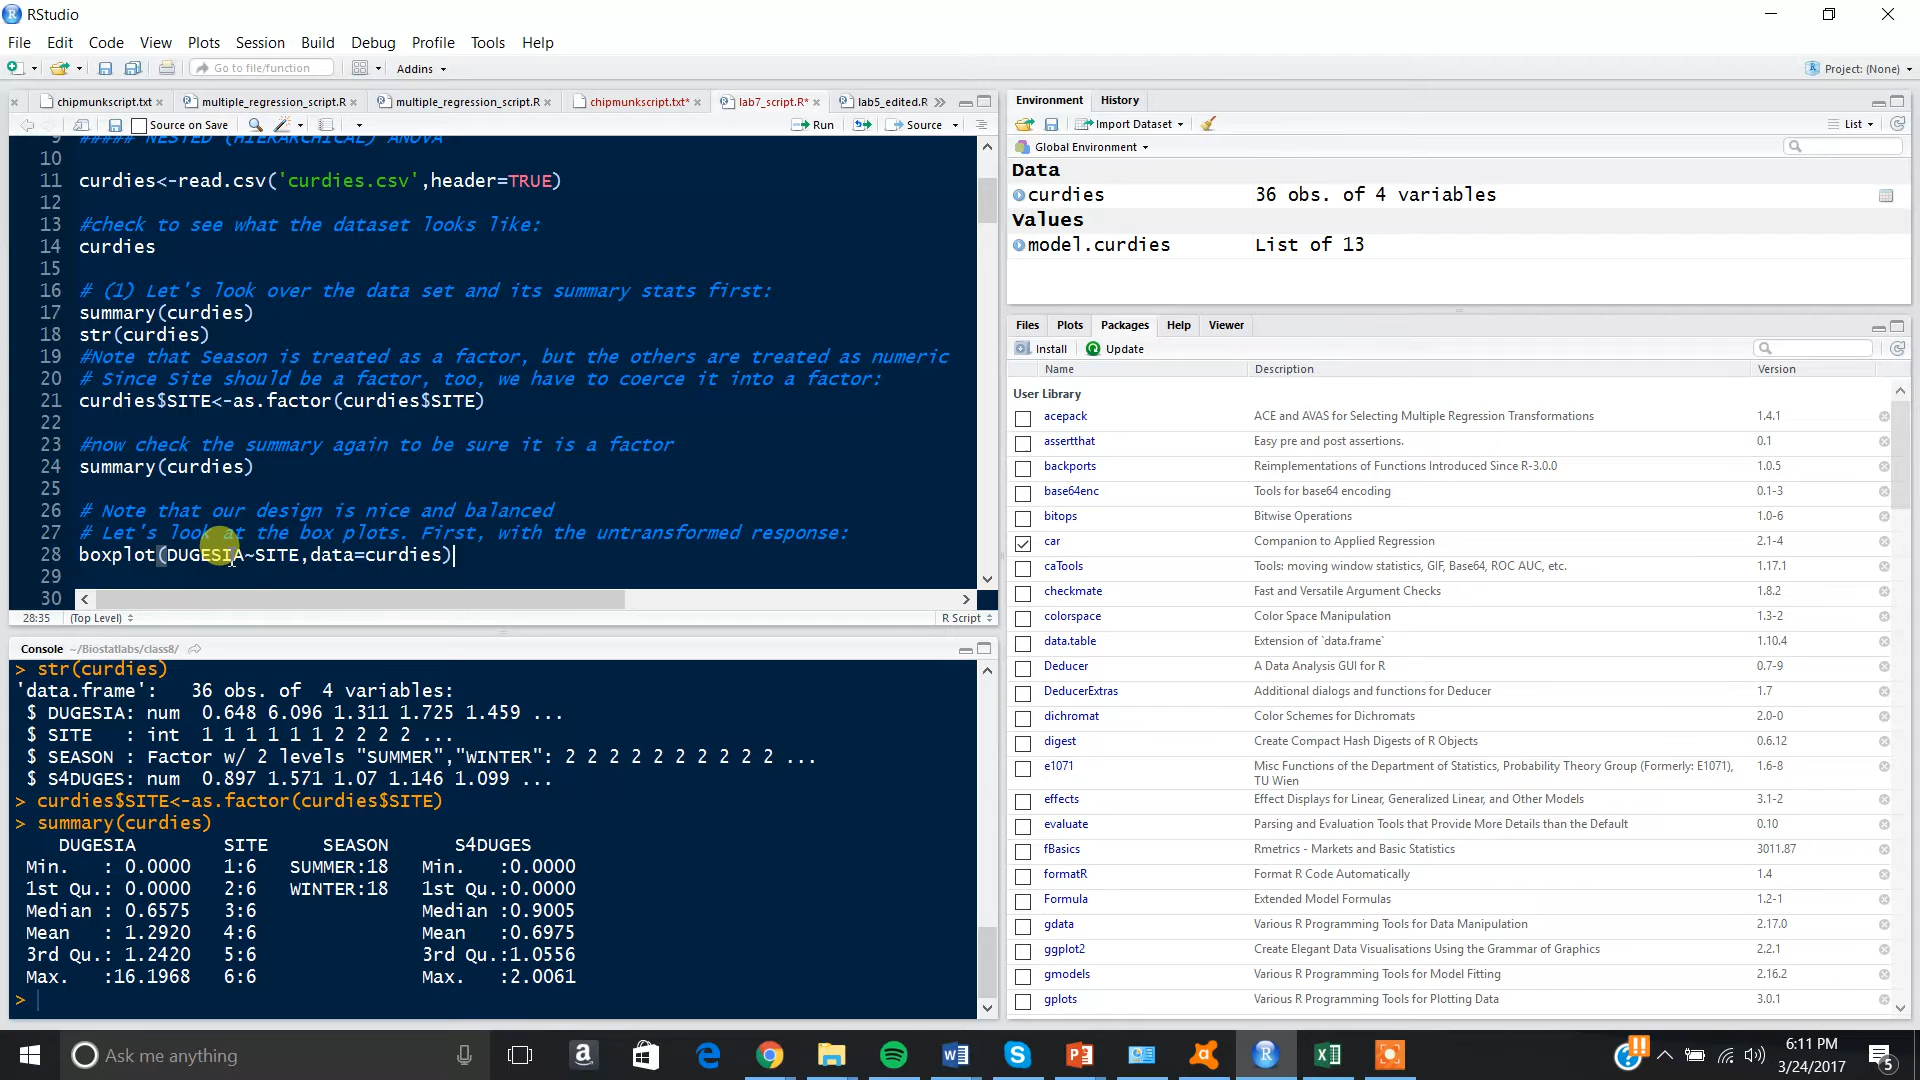 RStudio
File Edit Code View Plots Session Build Debug Profile Tools Help
Go to file/function Addins Project: (None)
chipmunkscript.txt multiple_regression_script.R multiple_regression_script.R chipmunkscript.txt* lab7_script.R* lab5_edited.R
Source on Save Run Source
9 ##### NESTED (HIERARCHICAL) ANOVA
10
11 curdies<-read.csv('curdies.csv',header=TRUE)
12
13 #check to see what the dataset looks like:
14 curdies
15
16 # (1) Let's look over the data set and its summary stats first:
17 summary(curdies)
18 str(curdies)
19 #Note that Season is treated as a factor, but the others are treated as numeric
20 # Since Site should be a factor, too, we have to coerce it into a factor:
21 curdies$SITE<-as.factor(curdies$SITE)
22
23 #now check the summary again to be sure it is a factor
24 summary(curdies)
25
26 # Note that our design is nice and balanced
27 # Let's look at the box plots. First, with the untransformed response:
28 boxplot(DUGESIA~SITE,data=curdies)
29
30
28:35 (Top Level) R Script
Console ~/Biostatlabs/class8/
> str(curdies)
'data.frame': 36 obs. of 4 variables:
$ DUGESIA: num 0.648 6.096 1.311 1.725 1.459 ...
$ SITE : int 1 1 1 1 1 1 2 2 2 2 ...
$ SEASON : Factor w/ 2 levels "SUMMER","WINTER": 2 2 2 2 2 2 2 2 2 2 ...
$ S4DUGES: num 0.897 1.571 1.07 1.146 1.099 ...
> curdies$SITE<-as.factor(curdies$SITE)
> summary(curdies)
DUGESIA SITE SEASON S4DUGES
Min. : 0.0000 1:6 SUMMER:18 Min. :0.0000
1st Qu.: 0.0000 2:6 WINTER:18 1st Qu.:0.0000
Median : 0.6575 3:6 Median :0.9005
Mean : 1.2920 4:6 Mean :0.6975
3rd Qu.: 1.2420 5:6 3rd Qu.:1.0556
Max. :16.1968 6:6 Max. :2.0061
>
Environment History
Import Dataset List
Global Environment
Data
curdies 36 obs. of 4 variables
Values
model.curdies List of 13
Files Plots Packages Help Viewer
Install Update
Name Description Version
User Library
acepack ACE and AVAS for Selecting Multiple Regression Transformations 1.4.1
assertthat Easy pre and post assertions. 0.1
backports Reimplementations of Functions Introduced Since R-3.0.0 1.0.5
base64enc Tools for base64 encoding 0.1-3
bitops Bitwise Operations 1.0-6
car Companion to Applied Regression 2.1-4
caTools Tools: moving window statistics, GIF, Base64, ROC AUC, etc. 1.17.1
checkmate Fast and Versatile Argument Checks 1.8.2
colorspace Color Space Manipulation 1.3-2
data.table Extension of `data.frame` 1.10.4
Deducer A Data Analysis GUI for R 0.7-9
DeducerExtras Additional dialogs and functions for Deducer 1.7
dichromat Color Schemes for Dichromats 2.0-0
digest Create Compact Hash Digests of R Objects 0.6.12
e1071 Misc Functions of the Department of Statistics, Probability Theory Group (Formerly: E1071), 1.6-8
TU Wien
effects Effect Displays for Linear, Generalized Linear, and Other Models 3.1-2
evaluate Parsing and Evaluation Tools that Provide More Details than the Default 0.10
fBasics Rmetrics - Markets and Basic Statistics 3011.87
formatR Format R Code Automatically 1.4
Formula Extended Model Formulas 1.2-1
gdata Various R Programming Tools for Data Manipulation 2.17.0
ggplot2 Create Elegant Data Visualisations Using the Grammar of Graphics 2.2.1
gmodels Various R Programming Tools for Model Fitting 2.16.2
gplots Various R Programming Tools for Plotting Data 3.0.1
Ask me anything
6:11 PM
3/24/2017
5